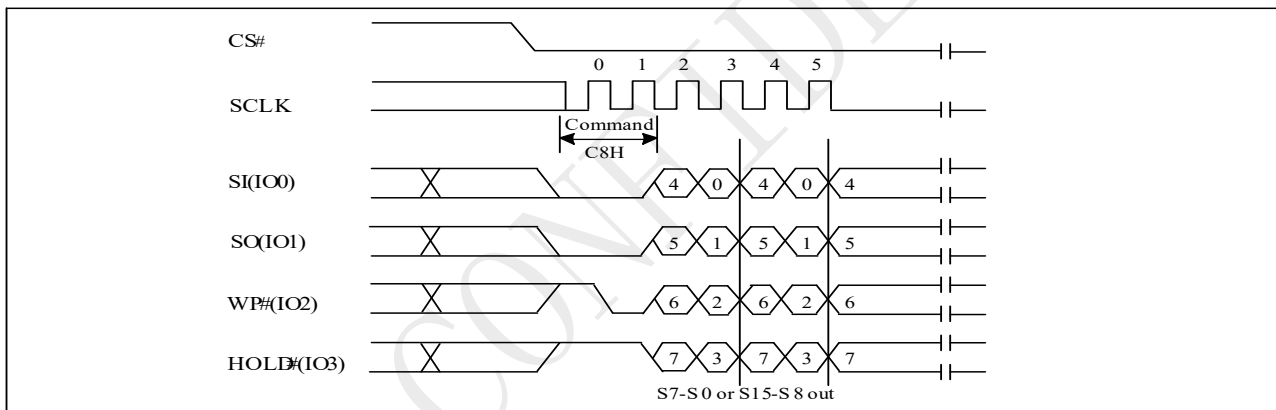 CS#
0 1 2 3 4 5
SCLK
Command
C8H
SI(IO0) 4 0 4 0 4
SO(IO1) 5 1 5 1 5
WP#(IO2) 6 2 6 2 6
HOLD#(IO3) 7 3 7 3 7
S7-S0 or S15-S8 out